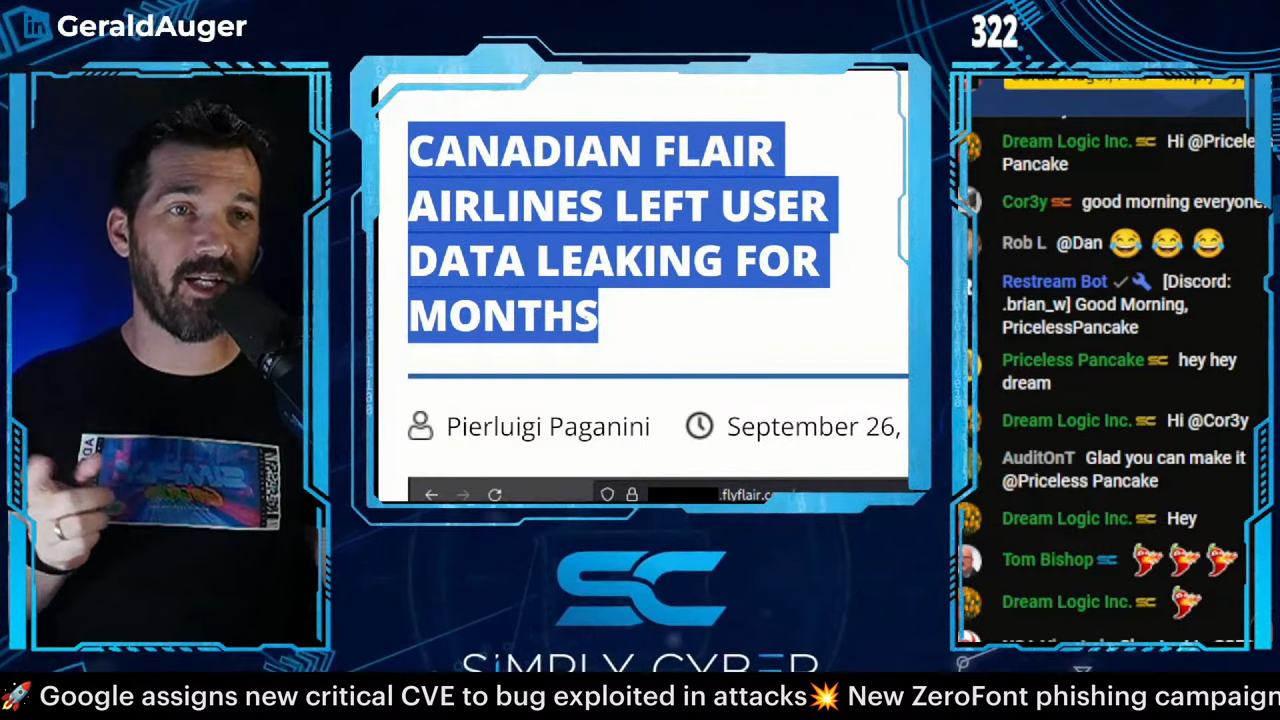 in GeraldAuger
322
CANADIAN FLAIR
AIRLINES LEFT USER
DATA LEAKING FOR
MONTHS
Pierluigi Paganini
September 26,
.flyflair.c
Dream Logic Inc. Hi @Pricele
Pancake
Cor3y good morning everyone.
Rob L @Dan 😂 😂 😂
Restream Bot [Discord:
.brian_w] Good Morning,
PricelessPancake
Priceless Pancake hey hey
dream
Dream Logic Inc. Hi @Cor3y
AuditOnT Glad you can make it
@Priceless Pancake
Dream Logic Inc. Hey
Tom Bishop
Dream Logic Inc.
SC
SIMPLY CYBER
🚀 Google assigns new critical CVE to bug exploited in attacks💥 New ZeroFont phishing campaign